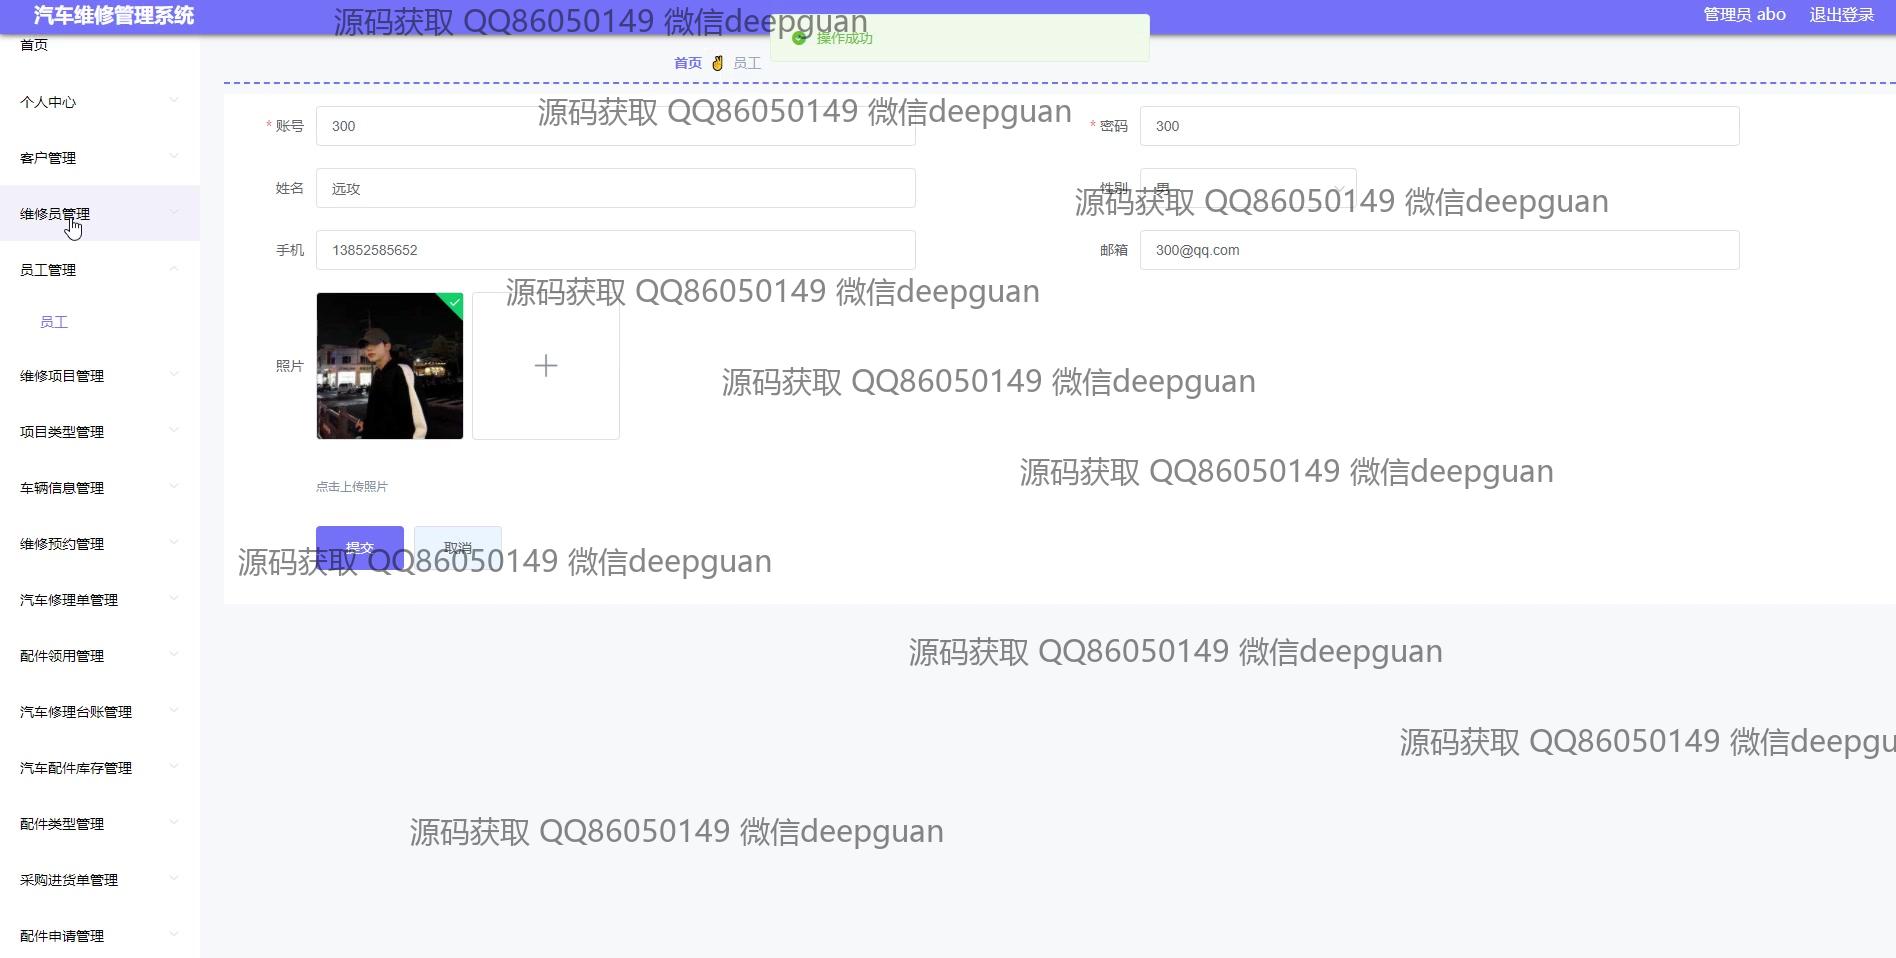 汽车维修管理系统
管理员 abo 退出登录
源码获取 QQ86050149 微信deepguan
操作成功
首页
个人中心
客户管理
维修员管理
员工管理
员工
维修项目管理
项目类型管理
车辆信息管理
维修预约管理
汽车修理单管理
配件领用管理
汽车修理台账管理
汽车配件库存管理
配件类型管理
采购进货单管理
配件申请管理
首页 员工
源码获取 QQ86050149 微信deepguan
* 账号 300
* 密码 300
姓名 远攻
性别 男
源码获取 QQ86050149 微信deepguan
手机 13852585652
邮箱 300@qq.com
源码获取 QQ86050149 微信deepguan
照片
源码获取 QQ86050149 微信deepguan
源码获取 QQ86050149 微信deepguan
点击上传照片
提交 取消
源码获取 QQ86050149 微信deepguan
源码获取 QQ86050149 微信deepguan
源码获取 QQ86050149 微信deepgu
源码获取 QQ86050149 微信deepguan